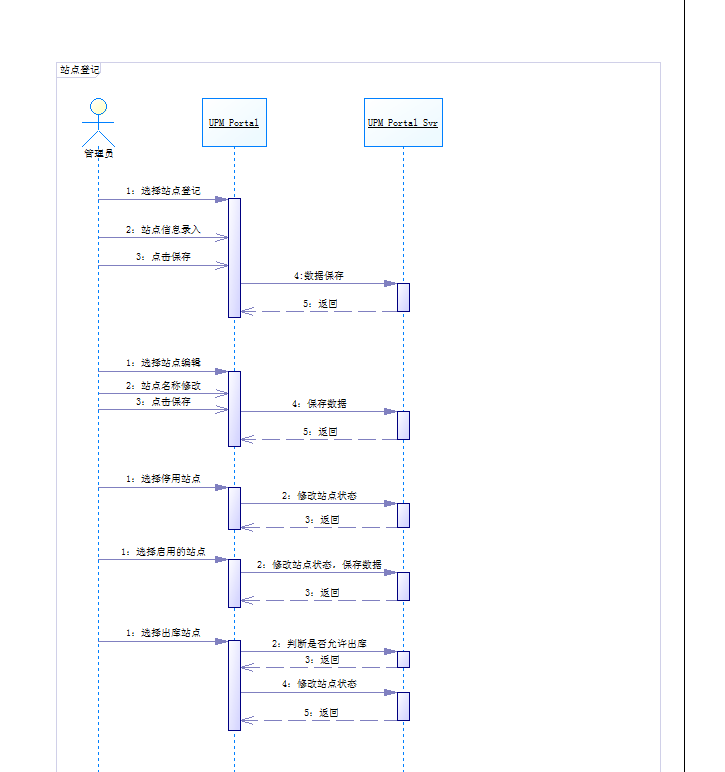 站点登记
管理员
UPM Portal
UPM Portal Svr
1: 选择站点登记
2: 站点信息录入
3: 点击保存
4:数据保存
5: 返回
1: 选择站点编辑
2: 站点名称修改
3: 点击保存
4: 保存数据
5: 返回
1: 选择停用站点
2: 修改站点状态
3: 返回
1: 选择启用的站点
2: 修改站点状态，保存数据
3: 返回
1: 选择出库站点
2: 判断是否允许出库
3: 返回
4: 修改站点状态
5: 返回